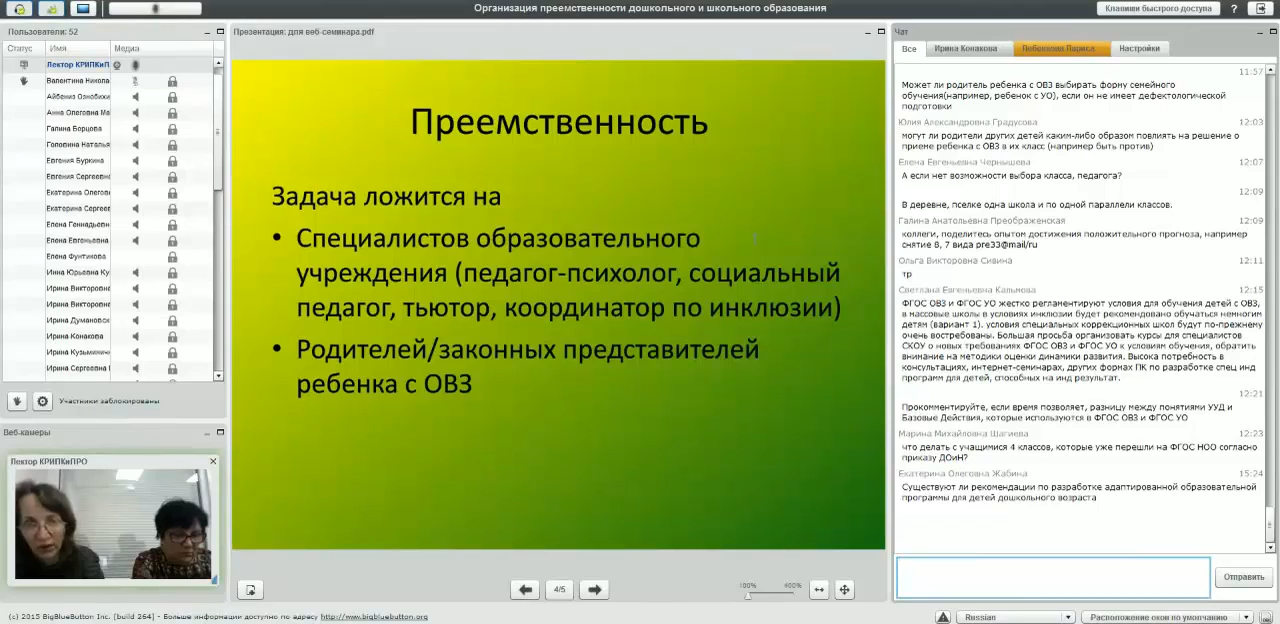 Организация преемственности дошкольного и школьного образования
Клавиши быстрого доступа
?
Пользователи: 52
Статус Имя Медиа
Лектор КРИПКиП
Валентина Никола
Айбениз Ознобихи
Анна Олеговна Ма
Галина Борцова
Головина Наталья
Евгения Буркина
Евгения Сергеевн
Екатерина Олегов
Екатерина Сергее
Елена Геннадьевн
Елена Евгеньевна
Елена Фунтикова
Инна Юрьевна Ку
Ирина Викторовна
Ирина Викторовна
Ирина Думановск
Ирина Конакова
Ирина Кузьминич
Ирина Сергеевна
Участники заблокированы
Веб-камеры
Лектор КРИПКиПРО
Презентация: для веб-семинара.pdf
Преемственность
Задача ложится на
• Специалистов образовательного
учреждения (педагог-психолог, социальный
педагог, тьютор, координатор по инклюзии)
• Родителей/законных представителей
ребенка с ОВЗ
4/5
100% 400%
Чат
Все Ирина Конакова Любешева Лариса Настройки
11:57
Может ли родитель ребенка с ОВЗ выбирать форму семейного
обучения(например, ребенок с УО), если он не имеет дефектологической
подготовки
Юлия Александровна Градусова 12:03
могут ли родители других детей каким-либо образом повлиять на решение о
приеме ребенка с ОВЗ в их класс (например быть против)
Елена Евгеньевна Чернышова 12:07
А если нет возможности выбора класса, педагога?
12:09
В деревне, пселке одна школа и по одной параллели классов.
Галина Анатольевна Преображенская 12:09
коллеги, поделитесь опытом достижения положительного прогноза, например
снятие 8, 7 вида pre33@mail/ru
Ольга Викторовна Сивина 12:11
тр
Светлана Евгеньевна Калмова 12:15
ФГОС ОВЗ и ФГОС УО жестко регламентируют условия для обучения детей с ОВЗ,
в массовые школы в условиях инклюзии будет рекомендовано обучаться немногим
детям (вариант 1). условия специальных коррекционных школ будут по-прежнему
очень востребованы. Большая просьба организовать курсы для специалистов
СКОУ о новых требованиях ФГОС ОВЗ и ФГОС УО к условиям обучения, обратить
внимание на методики оценки динамики развития. Высока потребность в
консультациях, интернет-семинарах, других формах ПК по разработке спец инд
программ для детей, способных на инд результат.
12:21
Прокомментируйте, если время позволяет, разницу между понятиями УУД и
Базовые Действия, которые используются в ФГОС ОВЗ и ФГОС УО
Марина Михайловна Шагиева 12:23
что делать с учащимися 4 классов, которые уже перешли на ФГОС НОО согласно
приказу ДОиН?
Екатерина Олеговна Жабина 15:24
Существуют ли рекомендации по разработке адаптированной образовательной
программы для детей дошкольного возраста
Отправить
(c) 2015 BigBlueButton Inc. [build 264] - Больше информации доступно по адресу http://www.bigbluebutton.org
Russian
Расположение окон по умолчанию